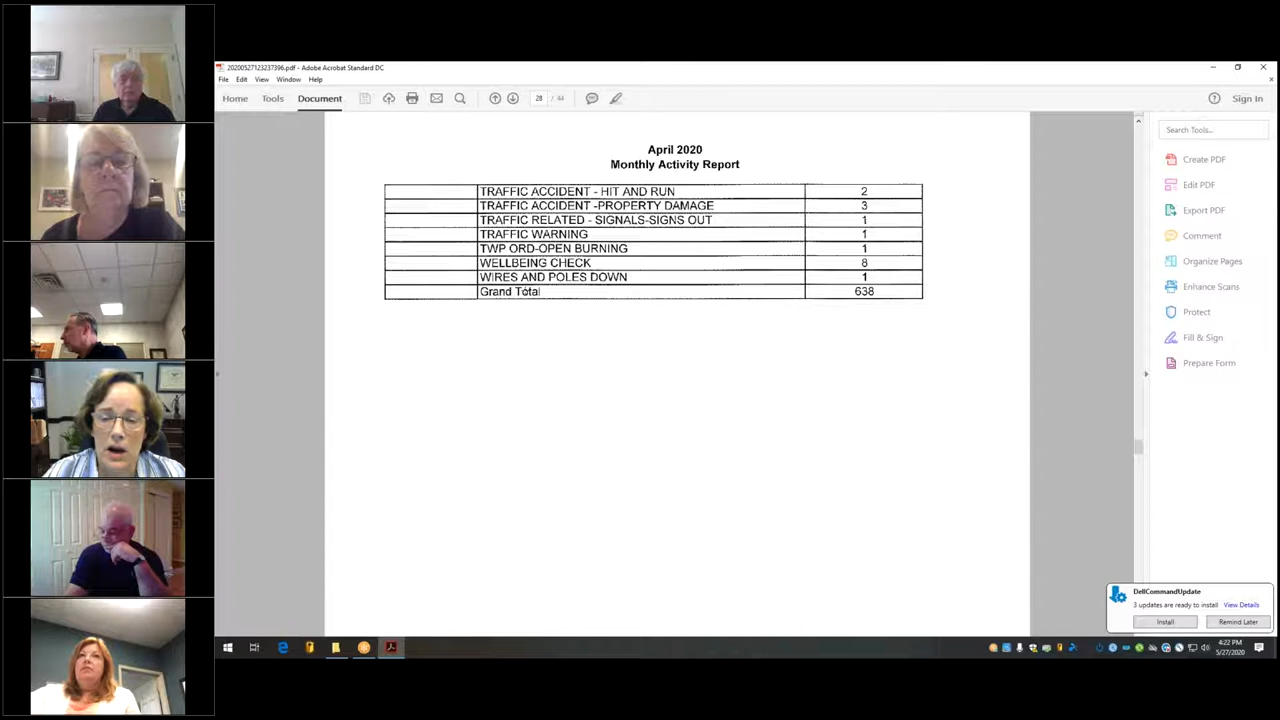 20200527123237396.pdf - Adobe Acrobat Standard DC
File Edit View Window Help
Home Tools Document 28 / 44 Sign In
April 2020
Monthly Activity Report
TRAFFIC ACCIDENT - HIT AND RUN 2
TRAFFIC ACCIDENT -PROPERTY DAMAGE 3
TRAFFIC RELATED - SIGNALS-SIGNS OUT 1
TRAFFIC WARNING 1
TWP ORD-OPEN BURNING 1
WELLBEING CHECK 8
WIRES AND POLES DOWN 1
Grand Total 638
Search Tools...
Create PDF
Edit PDF
Export PDF
Comment
Organize Pages
Enhance Scans
Protect
Fill & Sign
Prepare Form
DellCommandUpdate
3 updates are ready to install View Details
Install Remind Later
4:22 PM
5/27/2020